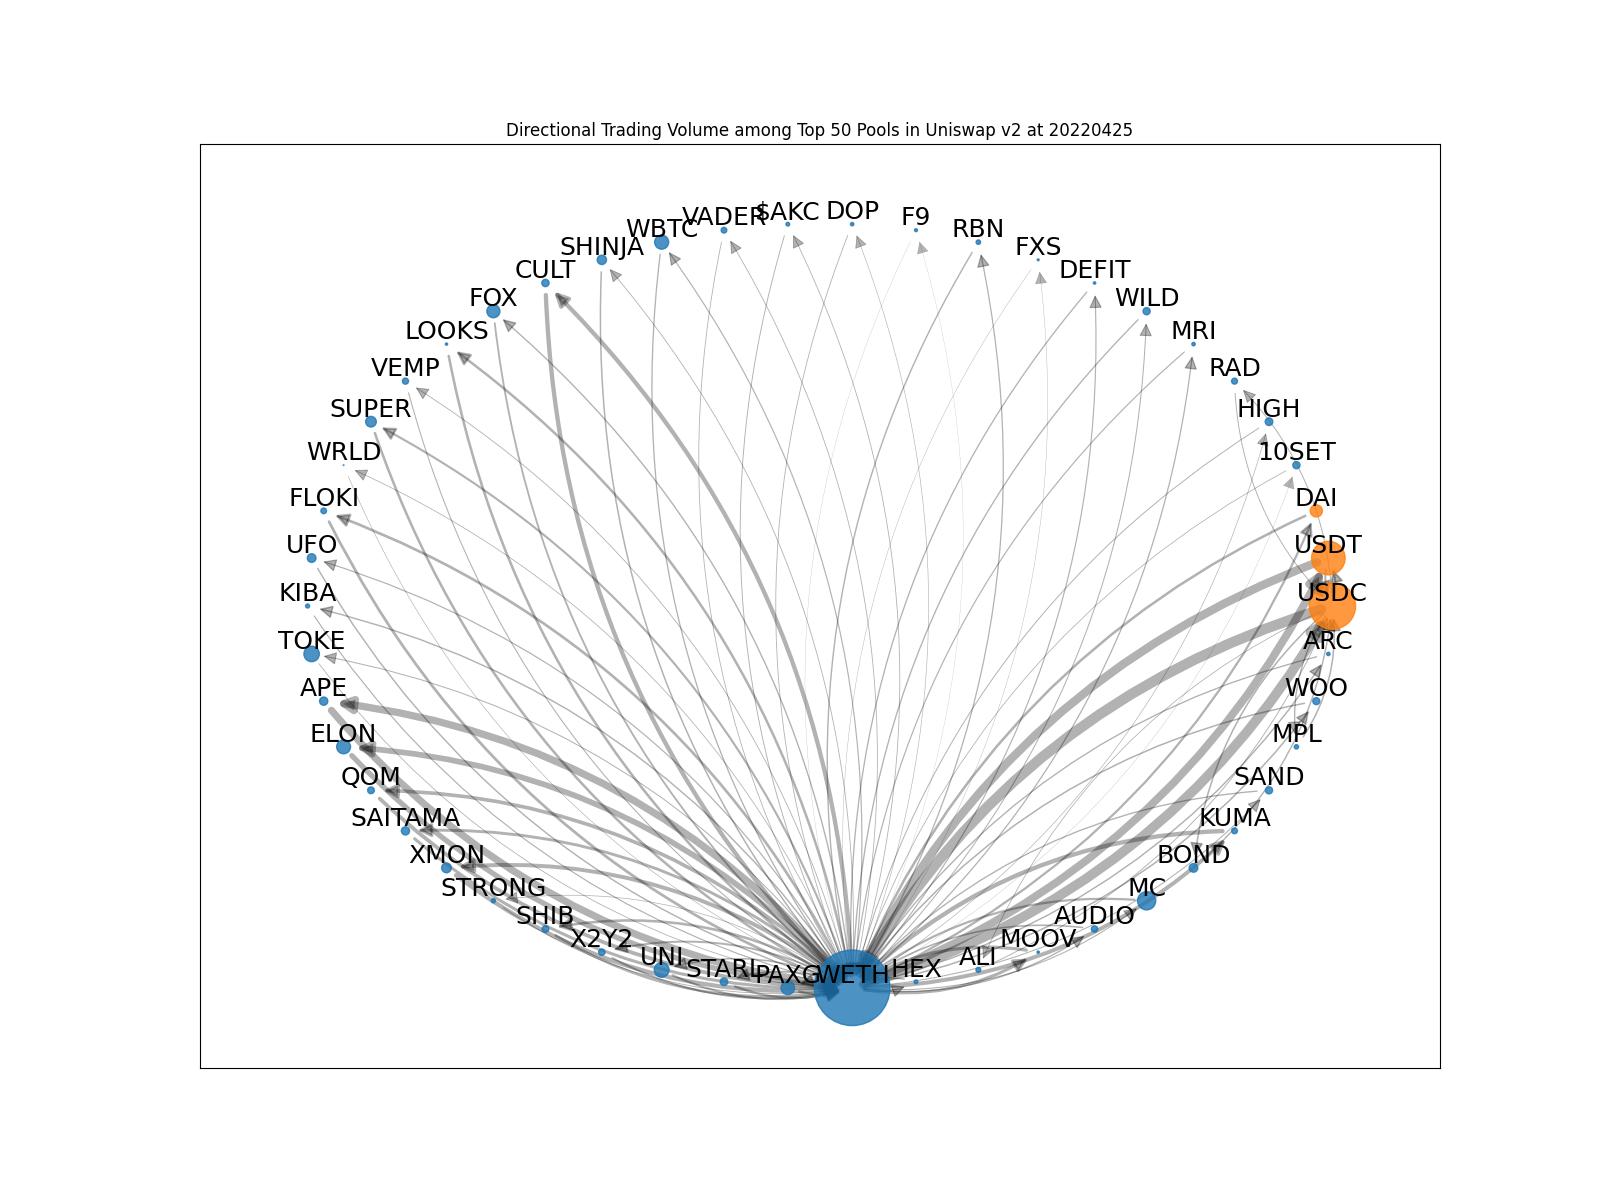 Directional Trading Volume among Top 50 Pools in Uniswap v2 at 20220425
VADER
$AKC
DOP
F9
WBTC
RBN
SHINJA
FXS
CULT
DEFIT
FOX
WILD
LOOKS
MRI
VEMP
RAD
SUPER
HIGH
WRLD
10SET
FLOKI
DAI
UFO
USDT
KIBA
USDC
TOKE
ARC
APE
WOO
ELON
MPL
QOM
SAND
SAITAMA
KUMA
XMON
BOND
STRONG
MC
SHIB
AUDIO
X2Y2
MOOV
UNI
ALI
STARL
HEX
PAXG
WETH